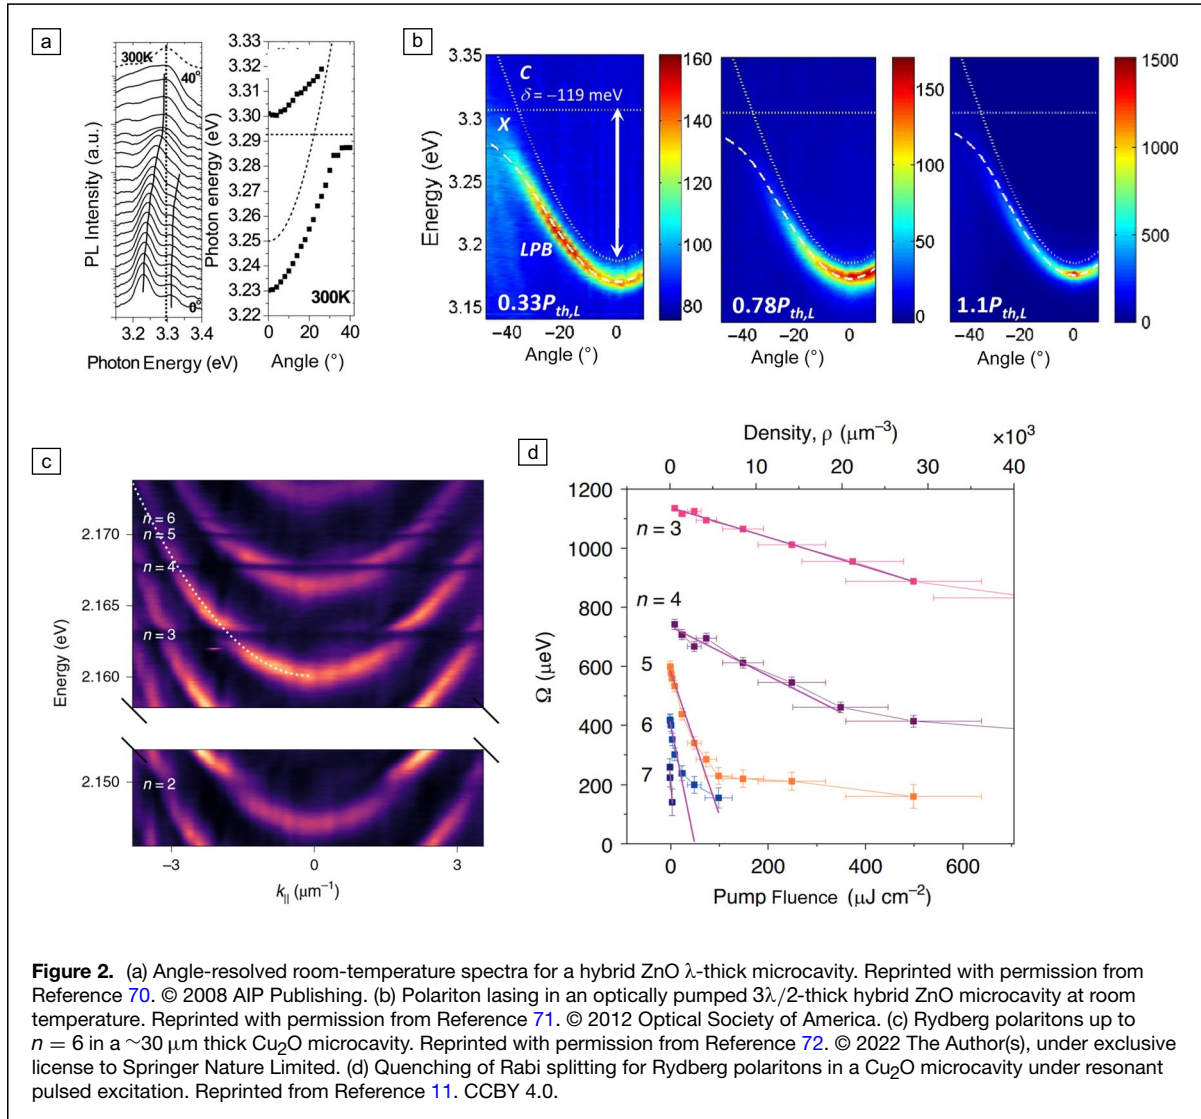 a
300K
40°
0°
PL Intensity (a.u.)
3.2 3.3 3.4
Photon Energy (eV)
3.33
3.32
3.31
3.30
3.29
3.28
3.27
3.26
3.25
3.24
3.23
3.22
Photon energy (eV)
300K
0 20 40
Angle (°)
b
3.35
3.3
3.25
3.2
3.15
Energy (eV)
C
δ = −119 meV
X
LPB
0.33Pth,L
−40 −20 0
Angle (°)
160
140
120
100
80
0.78Pth,L
−40 −20 0
Angle (°)
150
100
50
0
1.1Pth,L
−40 −20 0
Angle (°)
1500
1000
500
0
c
n = 6
n = 5
n = 4
n = 3
n = 2
2.170
2.165
2.160
2.150
Energy (eV)
−3 0 3
k|| (μm−1)
d
Density, ρ (μm−3) ×10³
0 10 20 30 40
1200
1000
800
600
400
200
0
Ω (μeV)
n = 3
n = 4
5
6
7
0 200 400 600
Pump Fluence (μJ cm−2)
Figure 2. (a) Angle-resolved room-temperature spectra for a hybrid ZnO λ-thick microcavity. Reprinted with permission from
Reference 70. © 2008 AIP Publishing. (b) Polariton lasing in an optically pumped 3λ/2-thick hybrid ZnO microcavity at room
temperature. Reprinted with permission from Reference 71. © 2012 Optical Society of America. (c) Rydberg polaritons up to
n = 6 in a ∼30 μm thick Cu2O microcavity. Reprinted with permission from Reference 72. © 2022 The Author(s), under exclusive
license to Springer Nature Limited. (d) Quenching of Rabi splitting for Rydberg polaritons in a Cu2O microcavity under resonant
pulsed excitation. Reprinted from Reference 11. CCBY 4.0.